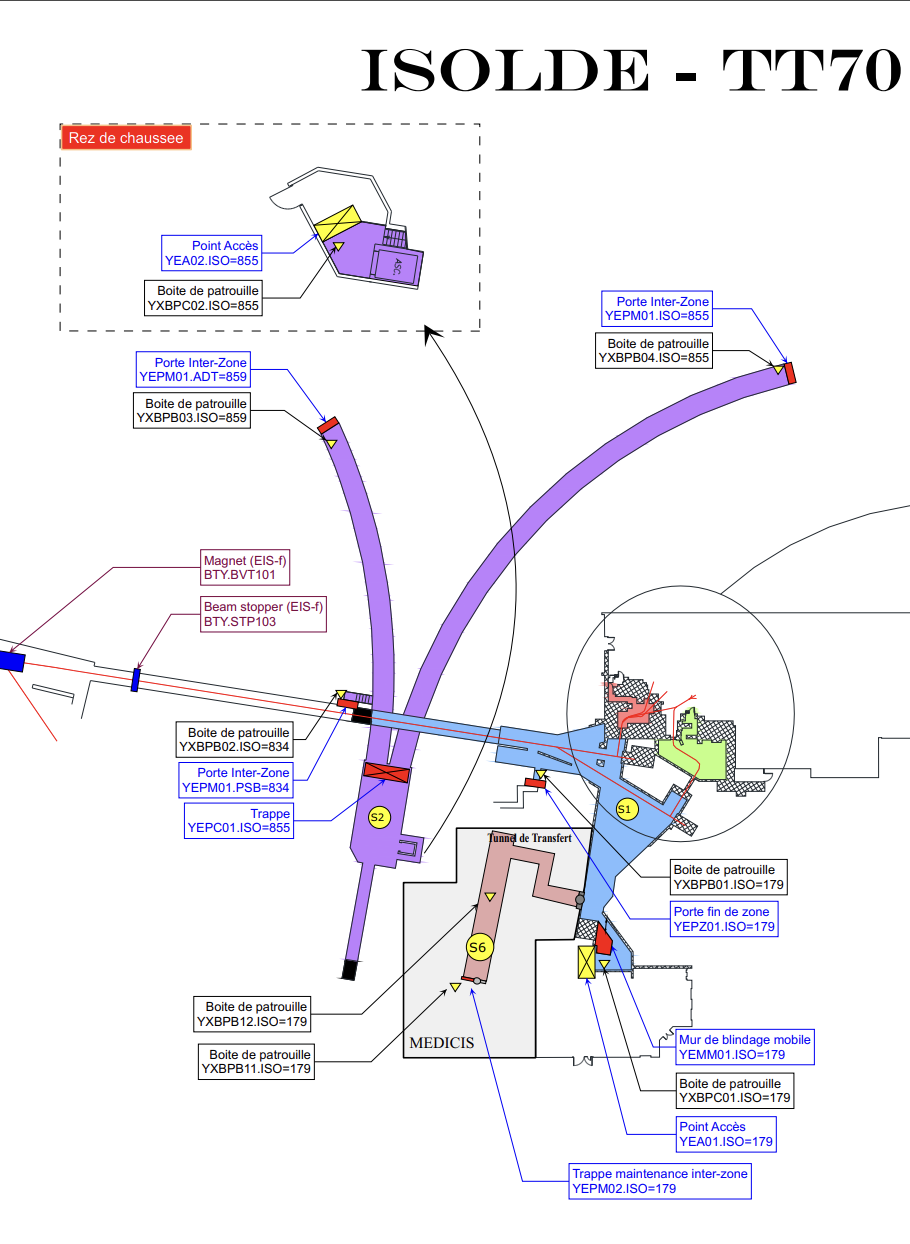 ISOLDE - TT70
Rez de chaussee
Point Accès
YEA02.ISO=855
ASC.
Boite de patrouille
YXBPC02.ISO=855
Porte Inter-Zone
YEPM01.ISO=855
Boite de patrouille
YXBPB04.ISO=855
Porte Inter-Zone
YEPM01.ADT=859
Boite de patrouille
YXBPB03.ISO=859
Magnet (EIS-f)
BTY.BVT101
Beam stopper (EIS-f)
BTY.STP103
Boite de patrouille
YXBPB02.ISO=834
Porte Inter-Zone
YEPM01.PSB=834
Trappe
YEPC01.ISO=855
S2
S1
Tunnel de Transfert
Boite de patrouille
YXBPB01.ISO=179
Porte fin de zone
YEPZ01.ISO=179
S6
Boite de patrouille
YXBPB12.ISO=179
Boite de patrouille
YXBPB11.ISO=179
MEDICIS
Mur de blindage mobile
YEMM01.ISO=179
Boite de patrouille
YXBPC01.ISO=179
Point Accès
YEA01.ISO=179
Trappe maintenance inter-zone
YEPM02.ISO=179